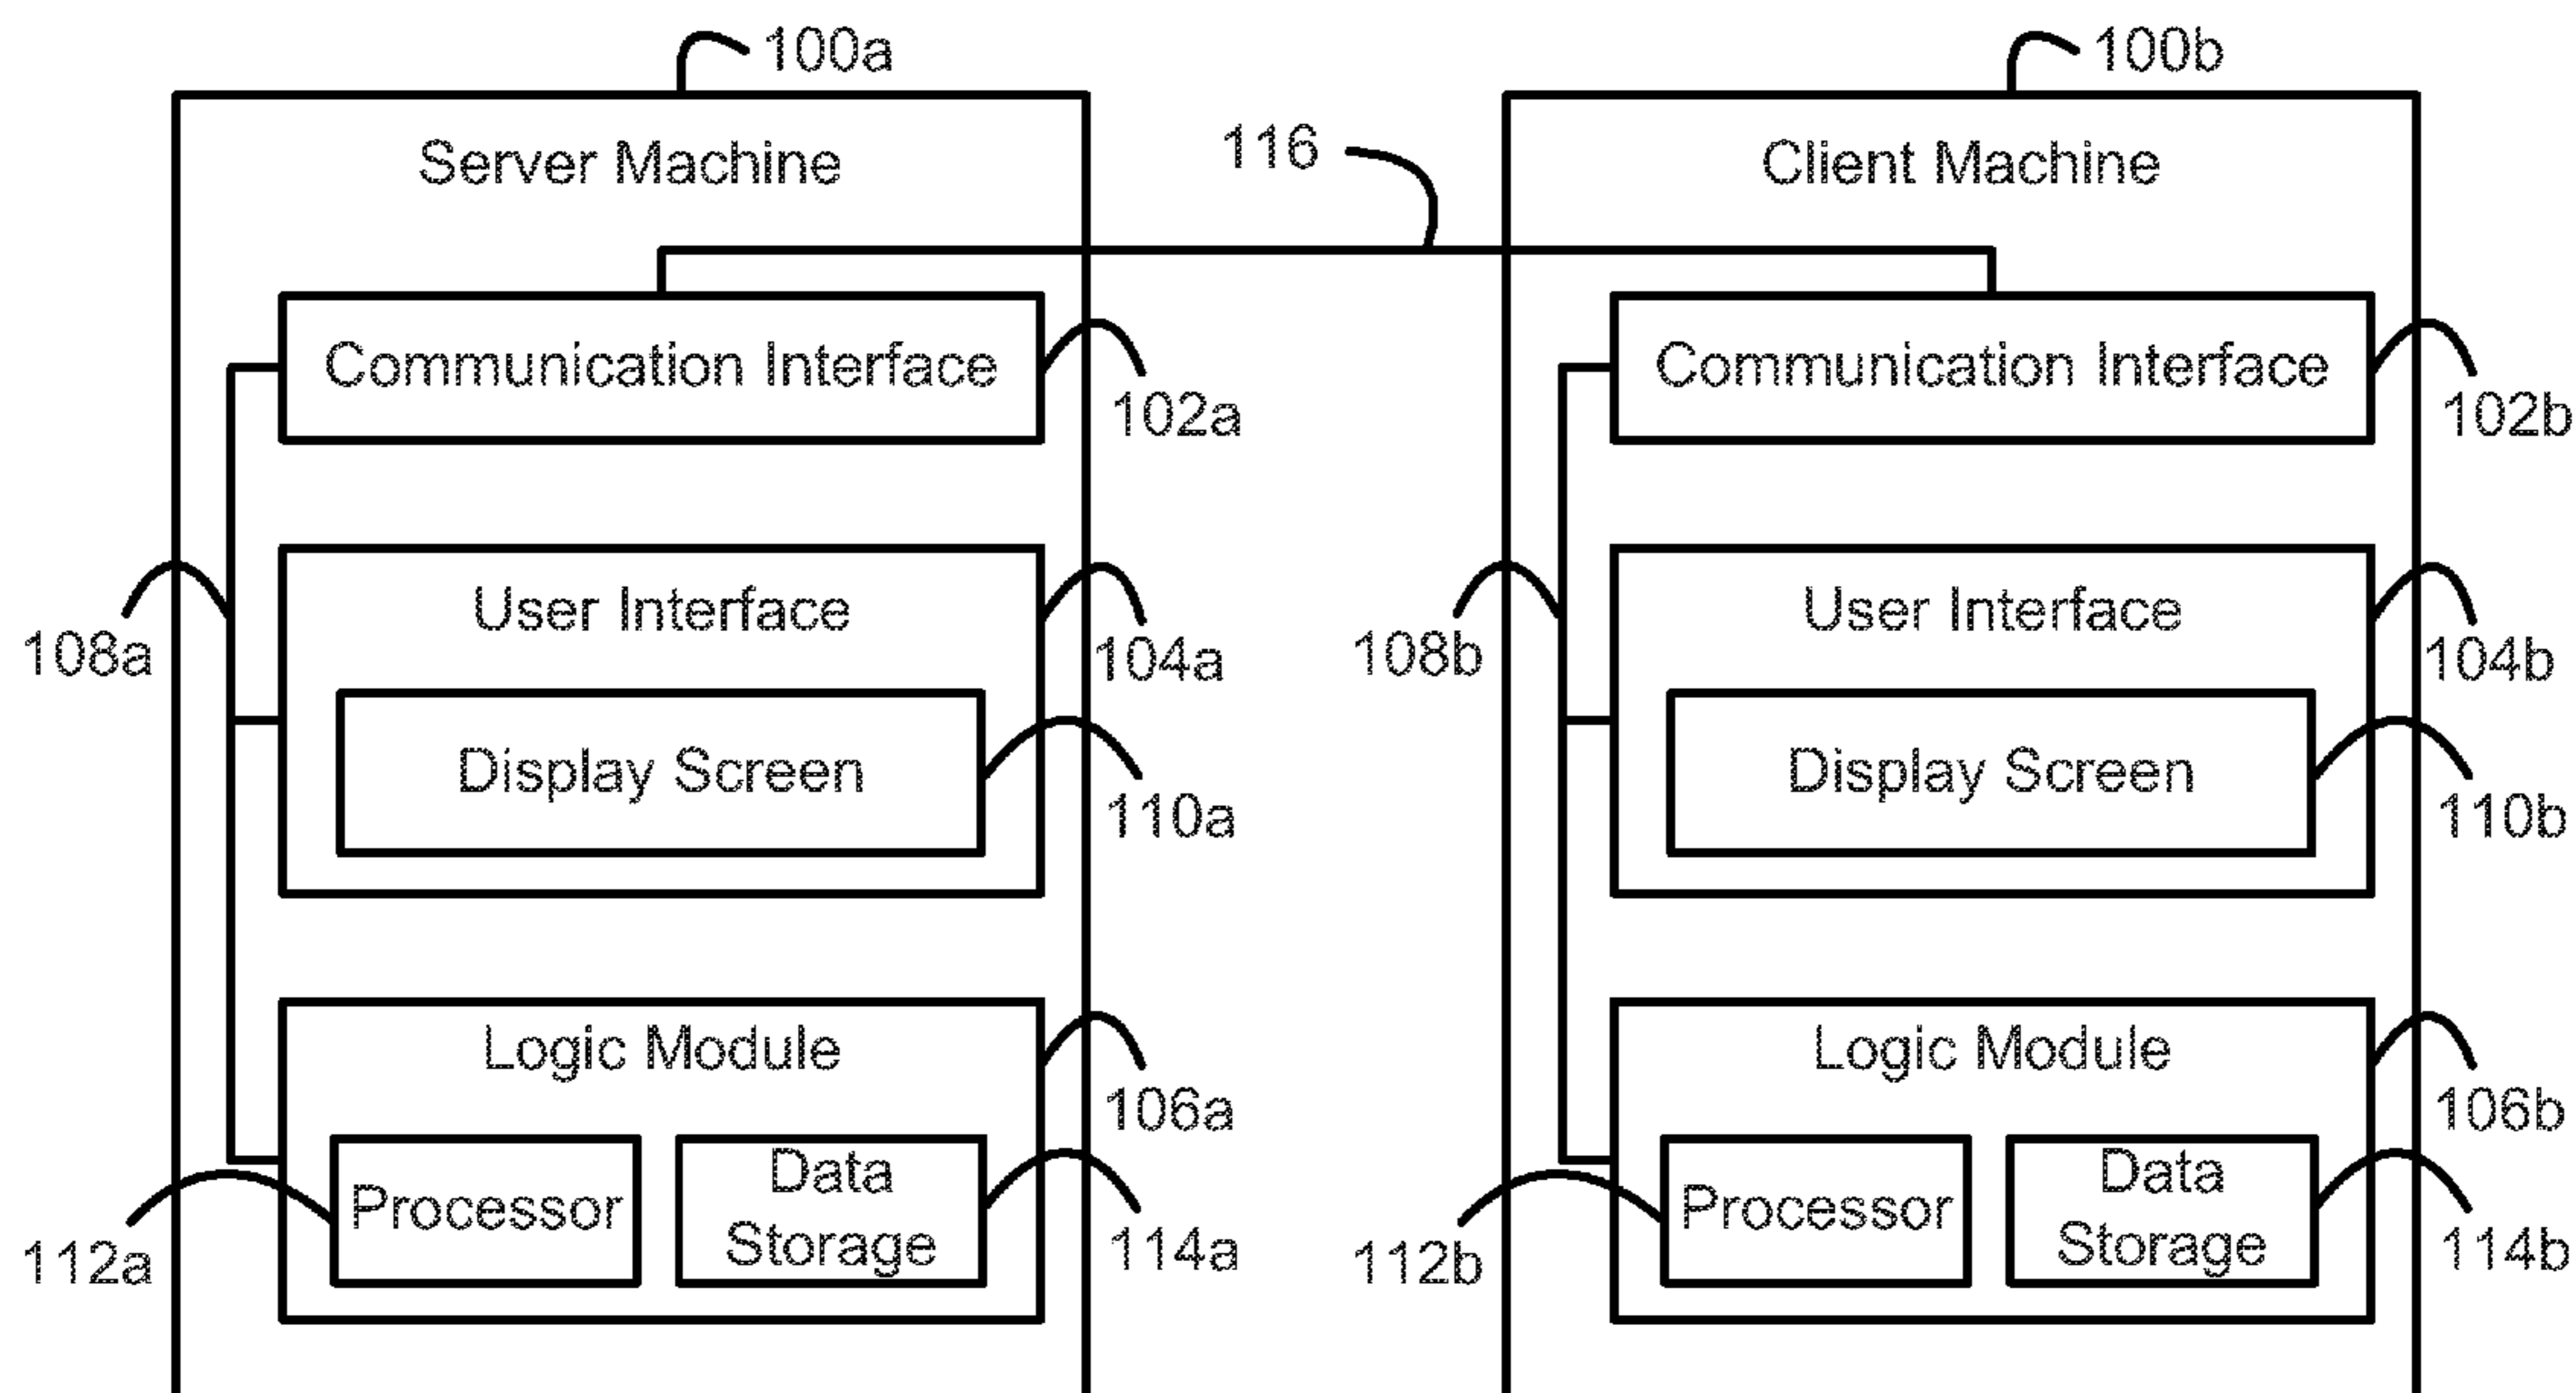 100a
100b
Server Machine
116
Client Machine
Communication Interface
Communication Interface
102a
102b
User Interface
User Interface
108a
104a
108b
104b
Display Screen
Display Screen
110a
110b
Logic Module
Logic Module
106a
106b
Processor
Data
Storage
Processor
Data
Storage
112a
114a
112b
114b